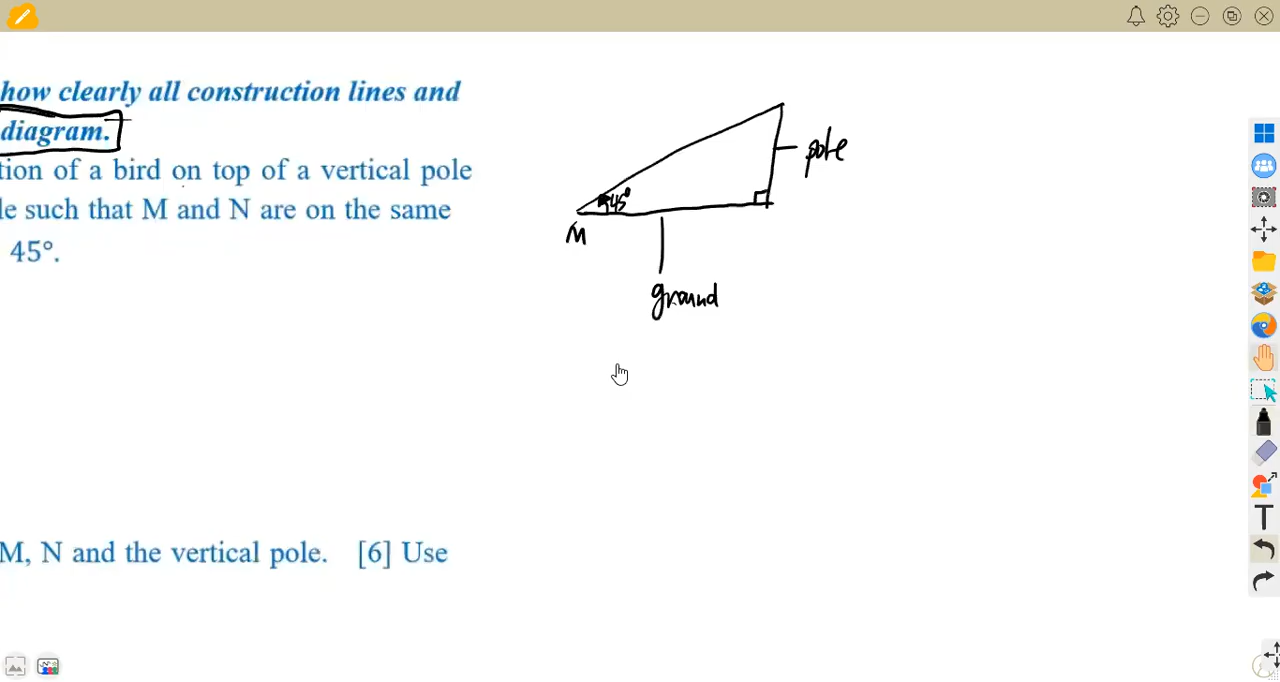 how clearly all construction lines and
diagram.
tion of a bird on top of a vertical pole
le such that M and N are on the same
45°.
M, N and the vertical pole. [6] Use
pole
45°
M
ground
T